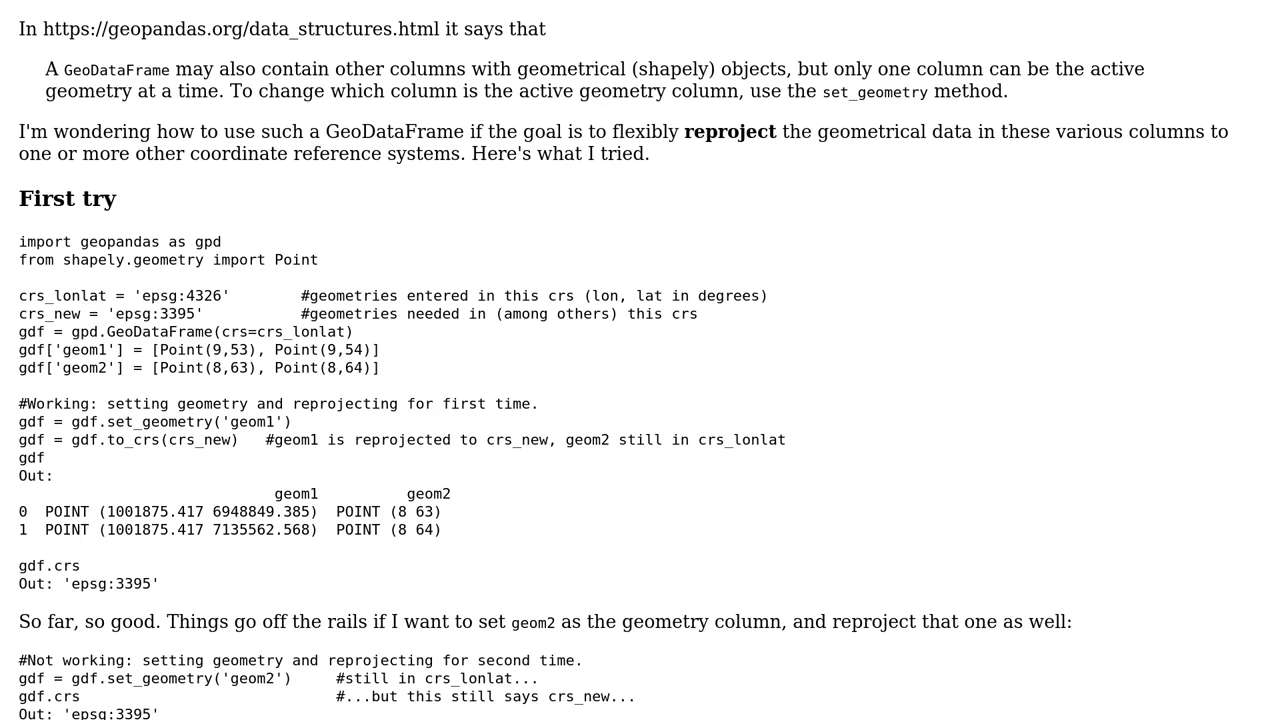 In https://geopandas.org/data_structures.html it says that
A GeoDataFrame may also contain other columns with geometrical (shapely) objects, but only one column can be the active
geometry at a time. To change which column is the active geometry column, use the set_geometry method.
I'm wondering how to use such a GeoDataFrame if the goal is to flexibly reproject the geometrical data in these various columns to
one or more other coordinate reference systems. Here's what I tried.
First try
import geopandas as gpd
from shapely.geometry import Point
crs_lonlat = 'epsg:4326'        #geometries entered in this crs (lon, lat in degrees)
crs_new = 'epsg:3395'           #geometries needed in (among others) this crs
gdf = gpd.GeoDataFrame(crs=crs_lonlat)
gdf['geom1'] = [Point(9,53), Point(9,54)]
gdf['geom2'] = [Point(8,63), Point(8,64)]
#Working: setting geometry and reprojecting for first time.
gdf = gdf.set_geometry('geom1')
gdf = gdf.to_crs(crs_new)   #geom1 is reprojected to crs_new, geom2 still in crs_lonlat
gdf
Out:
                             geom1          geom2
0  POINT (1001875.417 6948849.385)  POINT (8 63)
1  POINT (1001875.417 7135562.568)  POINT (8 64)
gdf.crs
Out: 'epsg:3395'
So far, so good. Things go off the rails if I want to set geom2 as the geometry column, and reproject that one as well:
#Not working: setting geometry and reprojecting for second time.
gdf = gdf.set_geometry('geom2')     #still in crs_lonlat...
gdf.crs                             #...but this still says crs_new...
Out: 'epsg:3395'